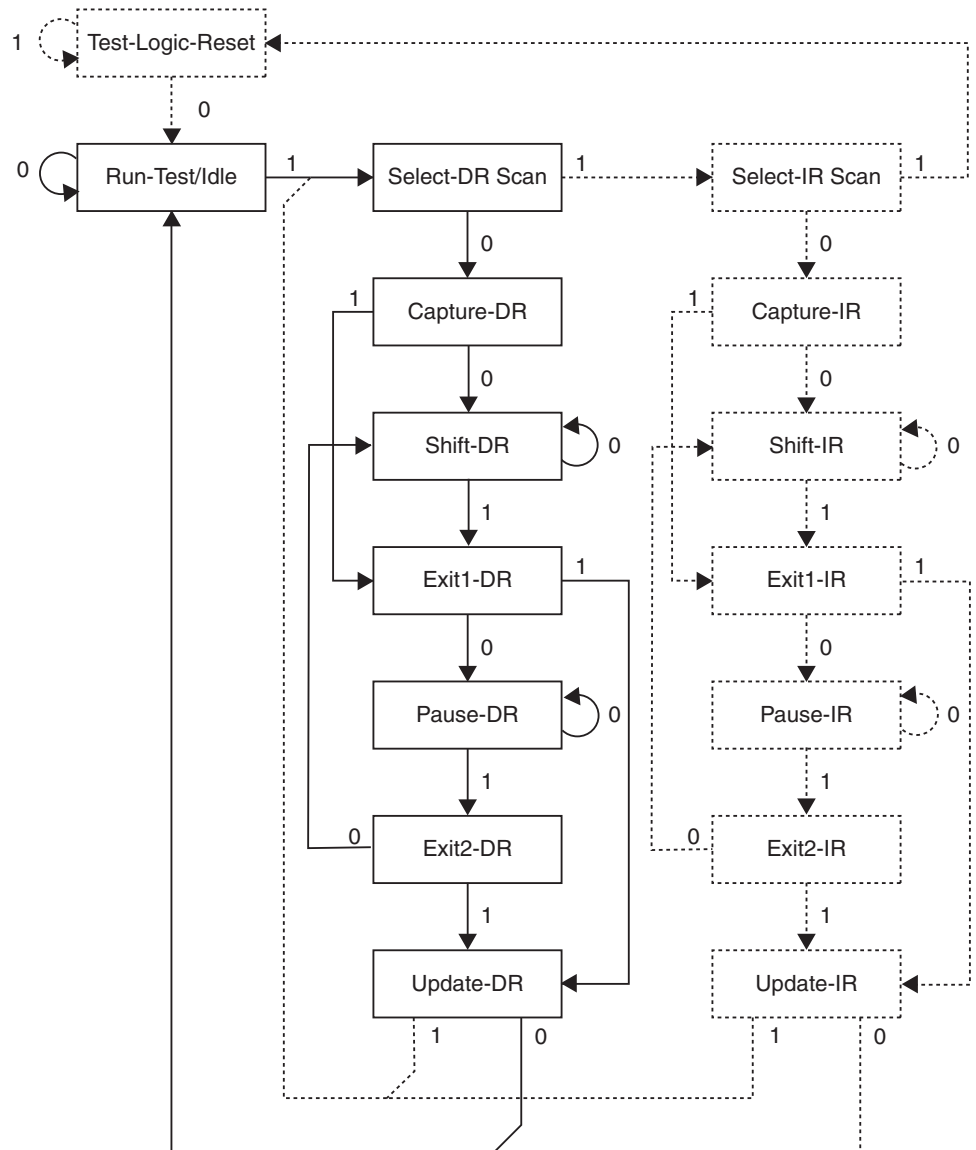 1
Test-Logic-Reset
0
0
Run-Test/Idle
1
Select-DR Scan
1
Select-IR Scan
1
0
0
1
Capture-DR
1
Capture-IR
0
0
Shift-DR
0
Shift-IR
0
1
1
Exit1-DR
1
Exit1-IR
1
0
0
Pause-DR
0
Pause-IR
0
1
1
0
Exit2-DR
0
Exit2-IR
1
1
Update-DR
Update-IR
1
0
1
0